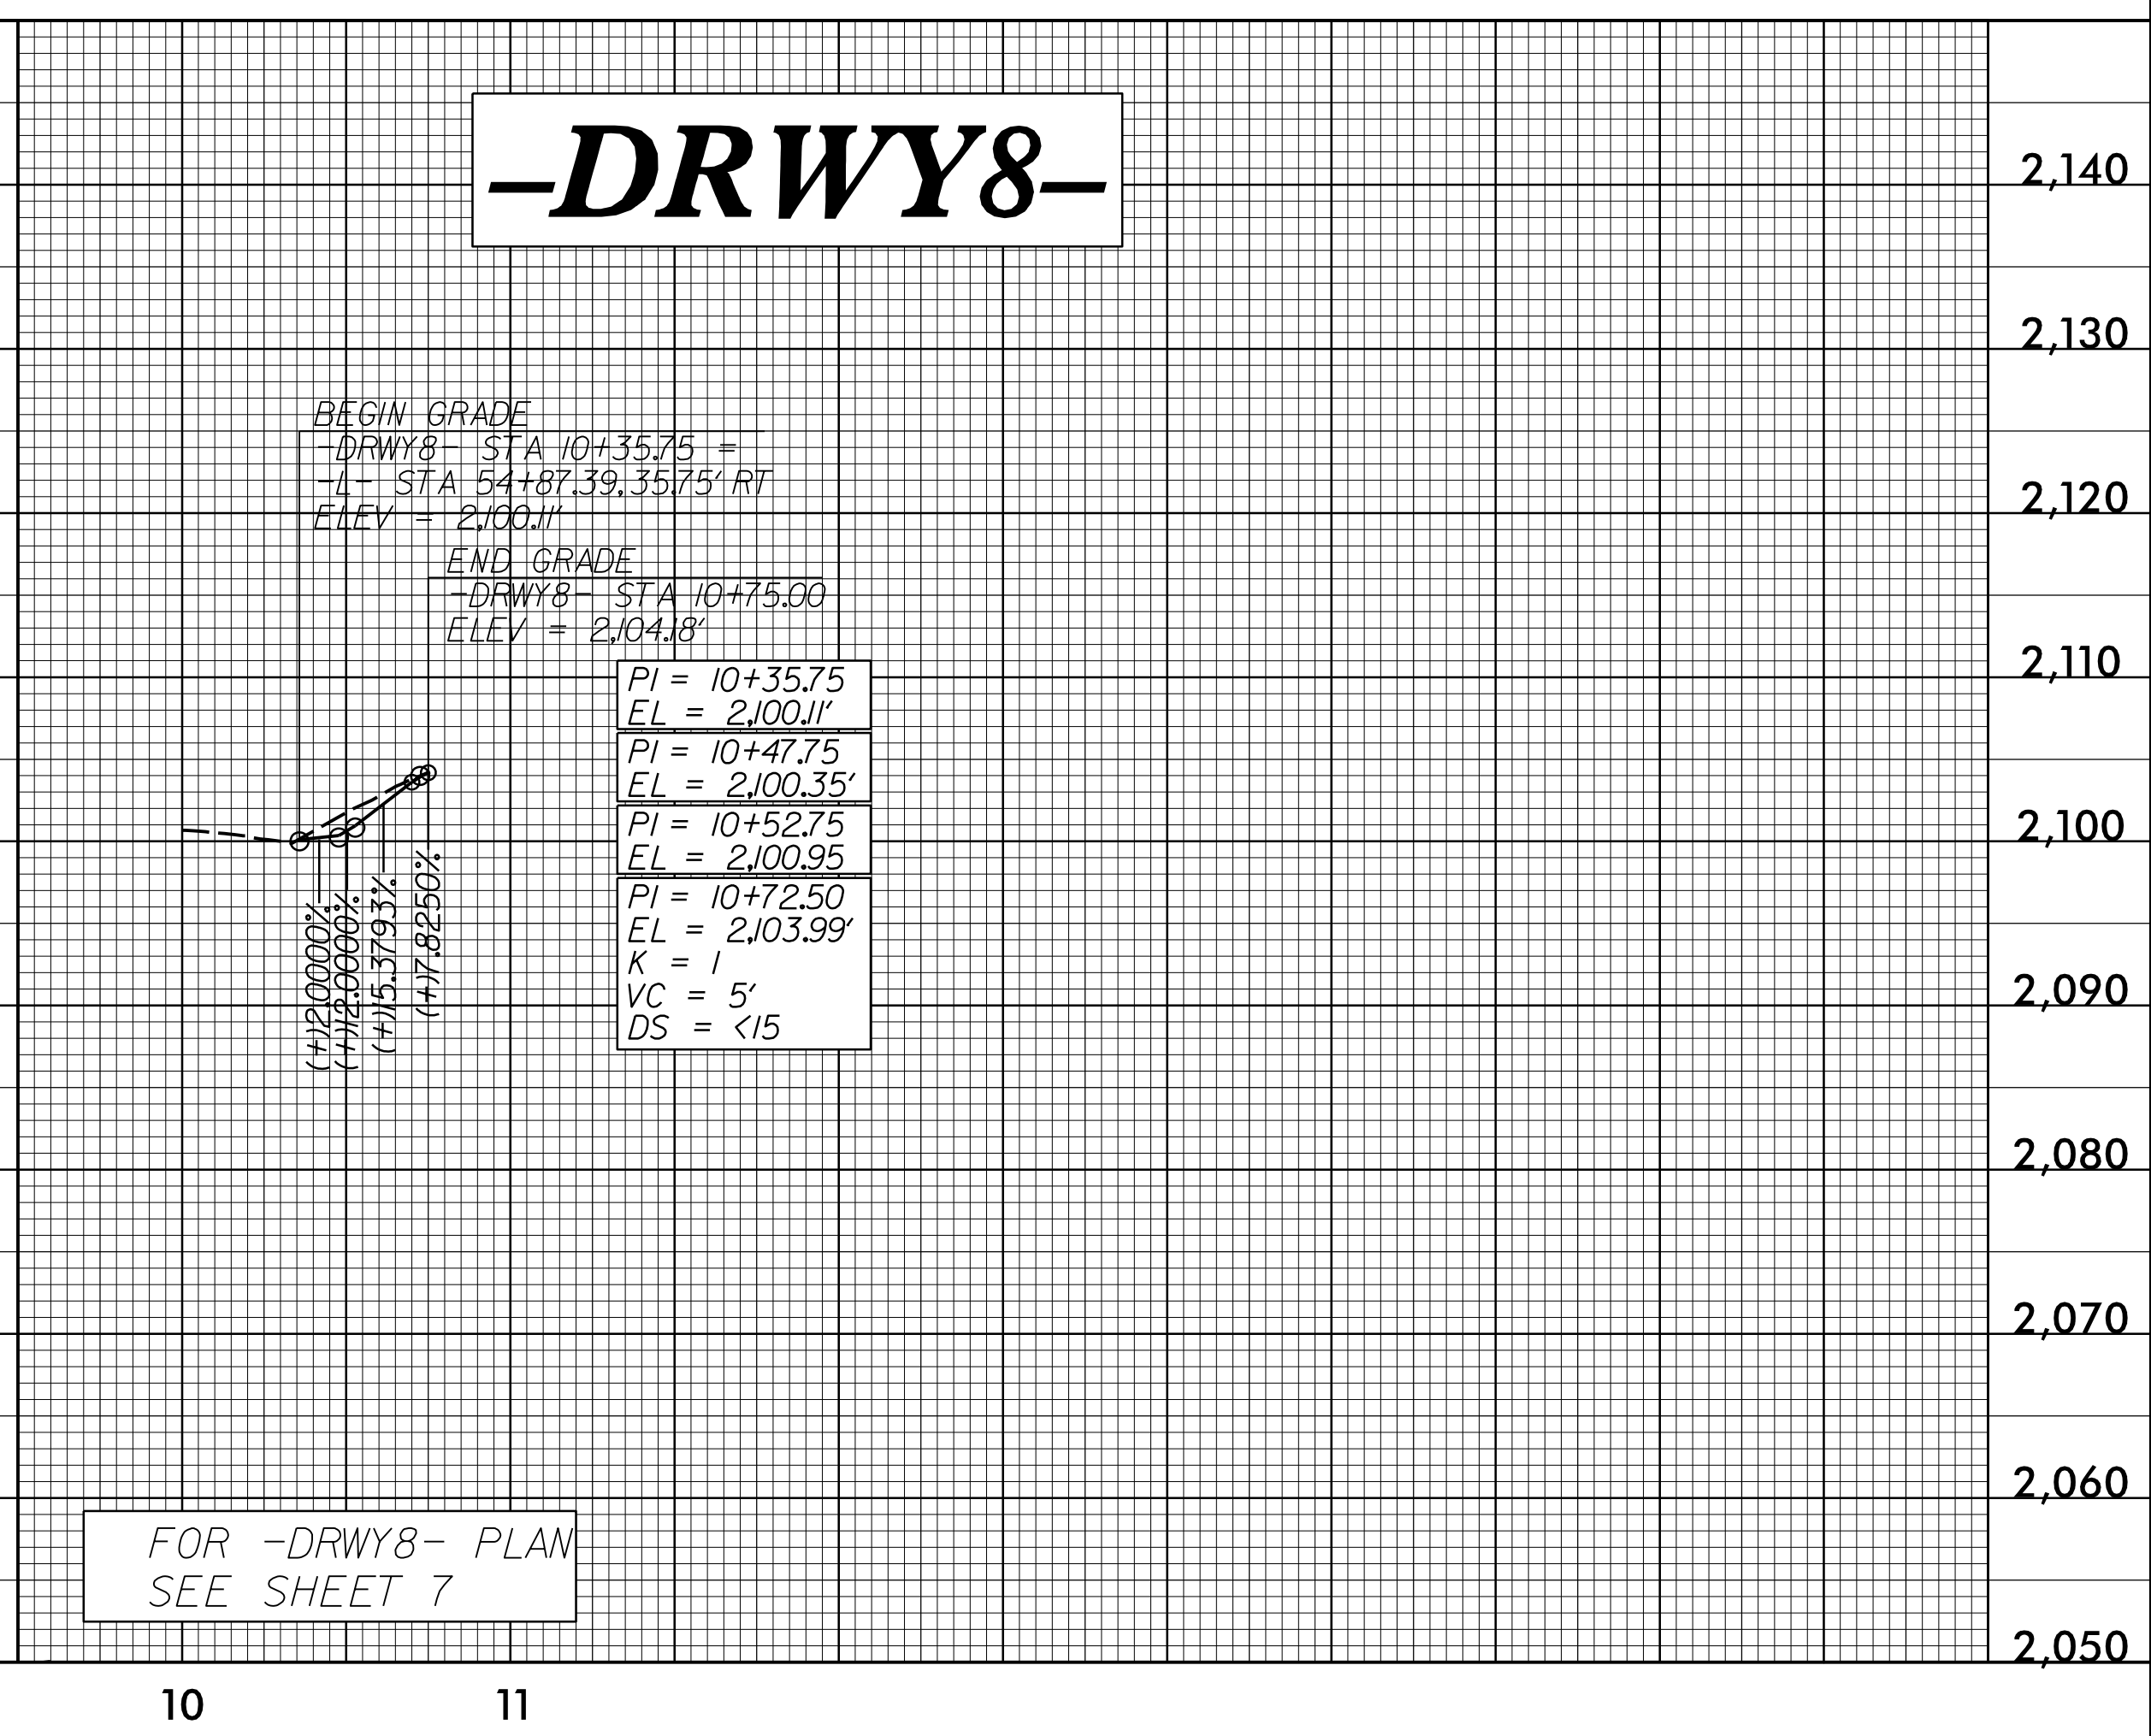 -DRWY8-
2,140
2,130
2,120
2,110
2,100
2,090
2,080
2,070
2,060
2,050
BEGIN GRADE
-DRWY8- STA 10+35.75 =
-L- STA 54+87.39, 35.75' RT
ELEV = 2,100.11'
END GRADE
-DRWY8- STA 10+75.00
ELEV = 2,104.18'
PI = 10+35.75
EL = 2,100.11'
PI = 10+47.75
EL = 2,100.35'
PI = 10+52.75
EL = 2,100.95
PI = 10+72.50
EL = 2,103.99'
K = 1
VC = 5'
DS = <15
(+)2.0000%
(+)12.0000%
(+)15.3793%
(+)7.8250%
FOR -DRWY8- PLAN
SEE SHEET 7
10
11